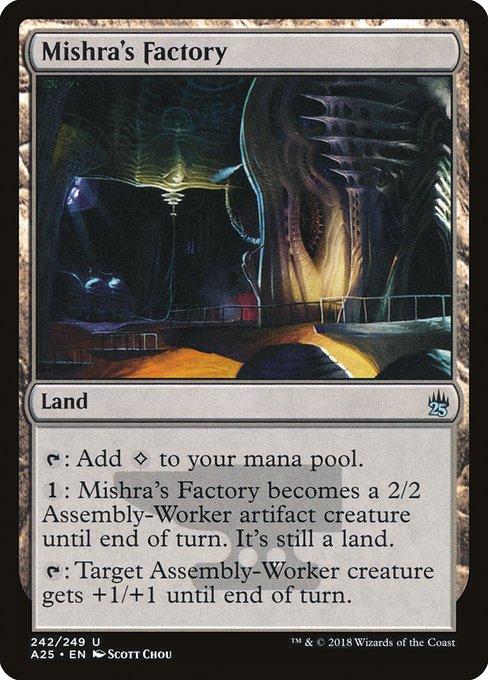 Mishra's Factory
Land
25
: Add to your mana pool.
1 : Mishra's Factory becomes a 2/2
Assembly-Worker artifact creature
until end of turn. It's still a land.
: Target Assembly-Worker creature
gets +1/+1 until end of turn.
242/249 U
™ & © 2018 Wizards of the Coast
A25 • EN Scott Chou